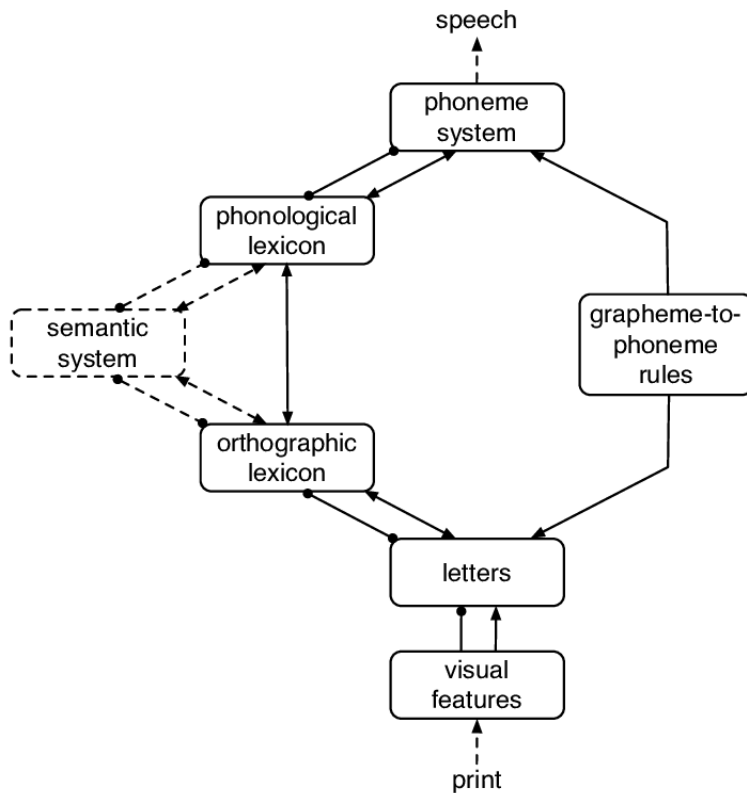 speech
phoneme
system
phonological
lexicon
semantic
system
grapheme-to-
phoneme
rules
orthographic
lexicon
letters
visual
features
print